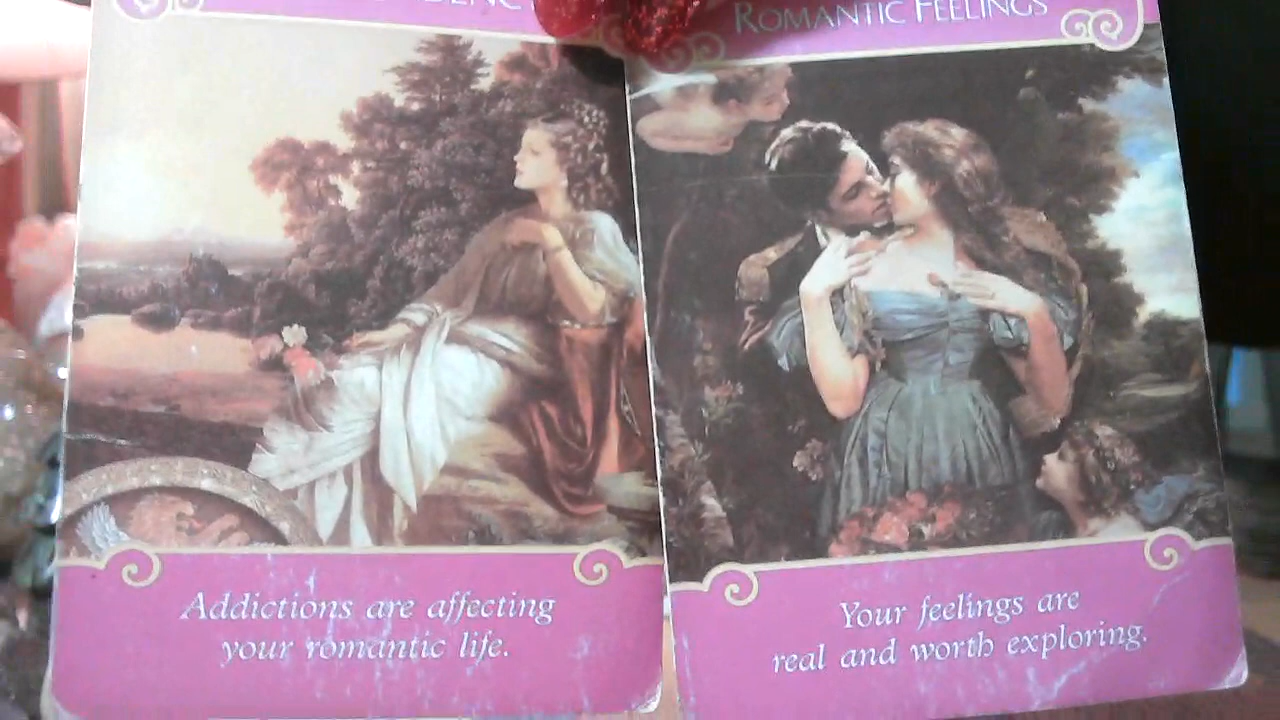 ROMANTIC FEELINGS
Addictions are affecting
your romantic life.
Your feelings are
real and worth exploring.